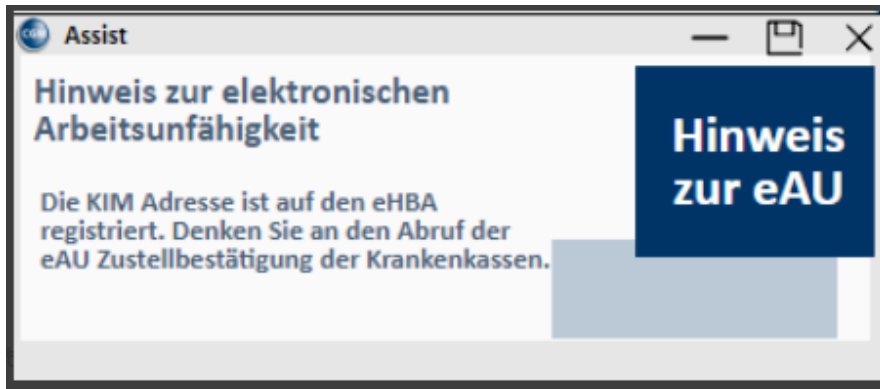 CGM Assist
Hinweis zur elektronischen
Arbeitsunfähigkeit
Hinweis
zur eAU
Die KIM Adresse ist auf den eHBA
registriert. Denken Sie an den Abruf der
eAU Zustellbestätigung der Krankenkassen.